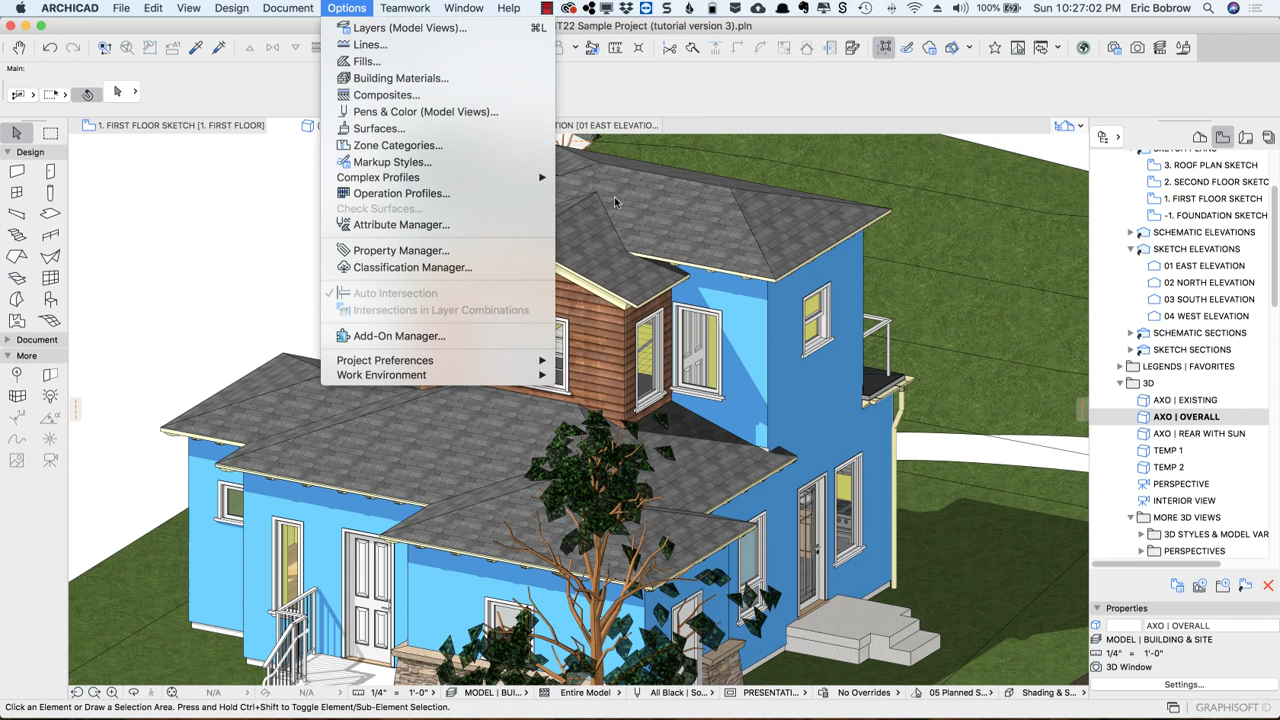 ARCHICAD File Edit View Design Document Options Teamwork Window Help 100% Sun 10:27:02 PM Eric Bobrow
IT22 Sample Project (tutorial version 3).pln
Main:
1. FIRST FLOOR SKETCH [1. FIRST FLOOR]
TION [01 EAST ELEVATIO...
Layers (Model Views)... ⌘L
Lines...
Fills...
Building Materials...
Composites...
Pens & Color (Model Views)...
Surfaces...
Zone Categories...
Markup Styles...
Complex Profiles
Operation Profiles...
Check Surfaces...
Attribute Manager...
Property Manager...
Classification Manager...
Auto Intersection
Intersections in Layer Combinations
Add-On Manager...
Project Preferences
Work Environment
Design
Document
More
3. ROOF PLAN SKETCH
2. SECOND FLOOR SKETC
1. FIRST FLOOR SKETCH
-1. FOUNDATION SKETCH
SCHEMATIC ELEVATIONS
SKETCH ELEVATIONS
01 EAST ELEVATION
02 NORTH ELEVATION
03 SOUTH ELEVATION
04 WEST ELEVATION
SCHEMATIC SECTIONS
SKETCH SECTIONS
LEGENDS | FAVORITES
3D
AXO | EXISTING
AXO | OVERALL
AXO | REAR WITH SUN
TEMP 1
TEMP 2
PERSPECTIVE
INTERIOR VIEW
MORE 3D VIEWS
3D STYLES & MODEL VAR
PERSPECTIVES
Properties
AXO | OVERALL
MODEL | BUILDING & SITE
1/4" = 1'-0"
3D Window
Settings...
N/A N/A 1/4" = 1'-0" MODEL | BUI... Entire Model All Black | So... PRESENTATI... No Overrides 05 Planned S... Shading & S...
Click an Element or Draw a Selection Area. Press and Hold Ctrl+Shift to Toggle Element/Sub-Element Selection.
GRAPHISOFT ID